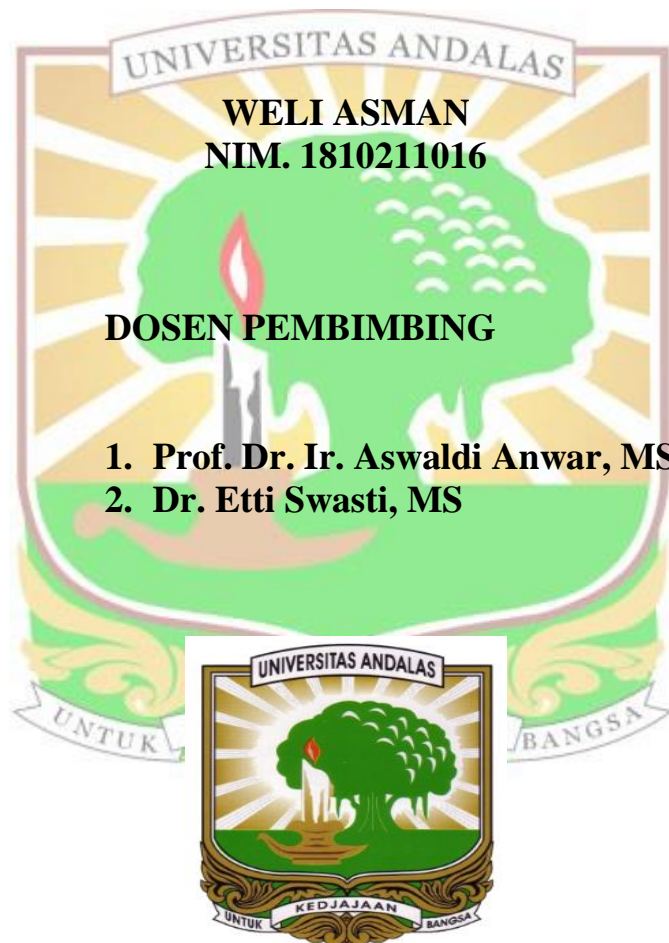 UNIVERSITAS ANDALAS
WELI ASMAN
NIM. 1810211016
DOSEN PEMBIMBING
1. Prof. Dr. Ir. Aswaldi Anwar, MS
2. Dr. Etti Swasti, MS
UNTUK BANGSA
UNIVERSITAS ANDALAS
UNTUK KEDJAJAAN BANGSA